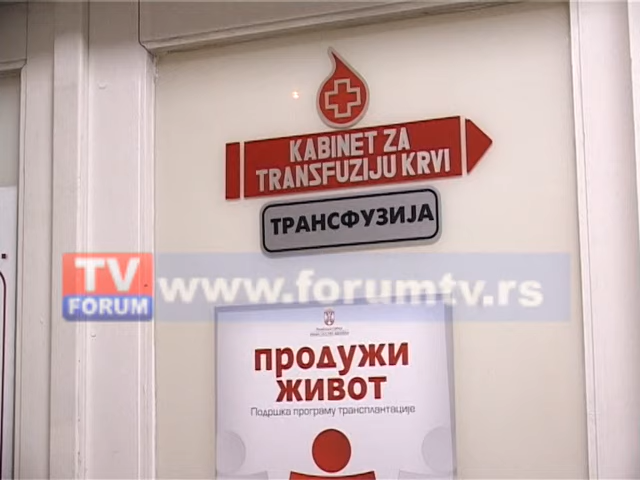 KABINET ZA
TRANSFUZIJU KRVI
ТРАНСФУЗИЈА
TV
FORUM
www.forumtv.rs
продужи
живот
Подршка програму трансплантације